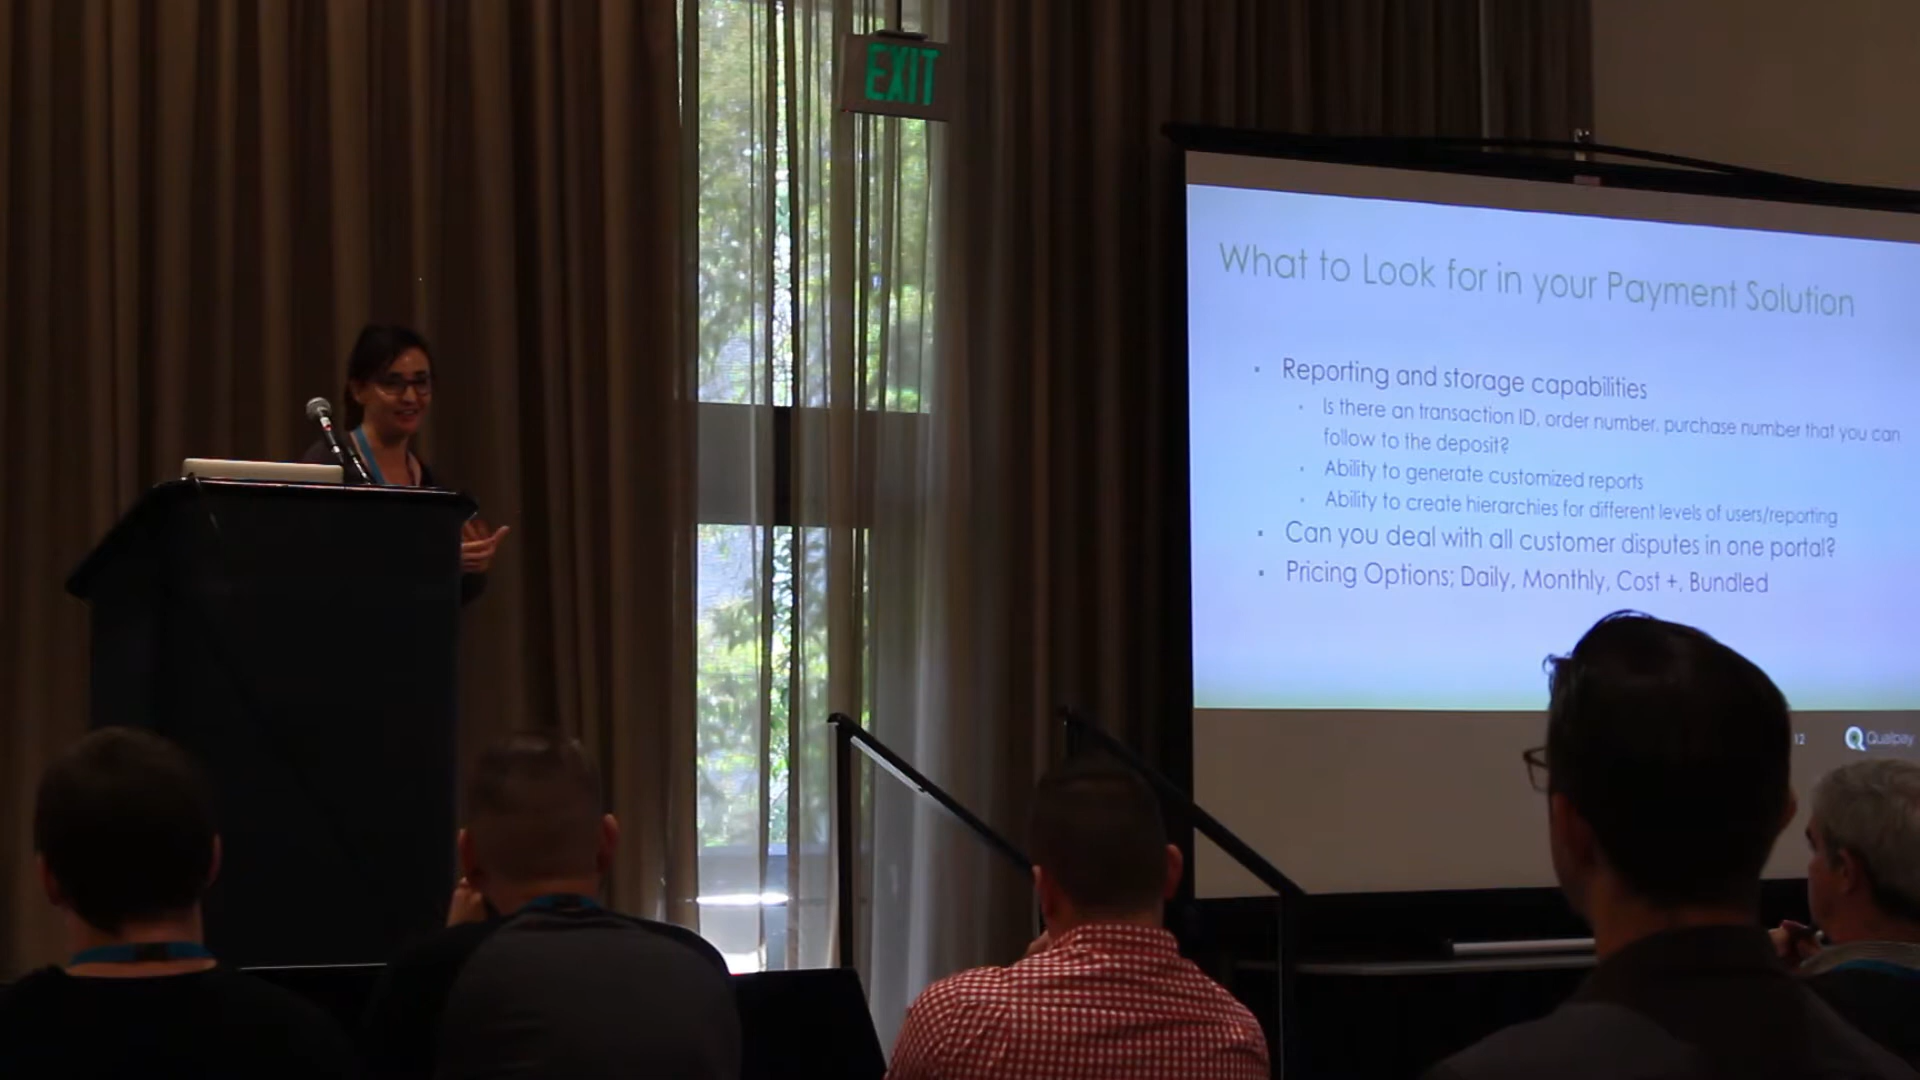 EXIT
What to Look for in your Payment Solution
Reporting and storage capabilities
Is there an transaction ID, order number, purchase number that you can
follow to the deposit?
Ability to generate customized reports
Ability to create hierarchies for different levels of users/reporting
Can you deal with all customer disputes in one portal?
Pricing Options; Daily, Monthly, Cost +, Bundled
12
Qualpay